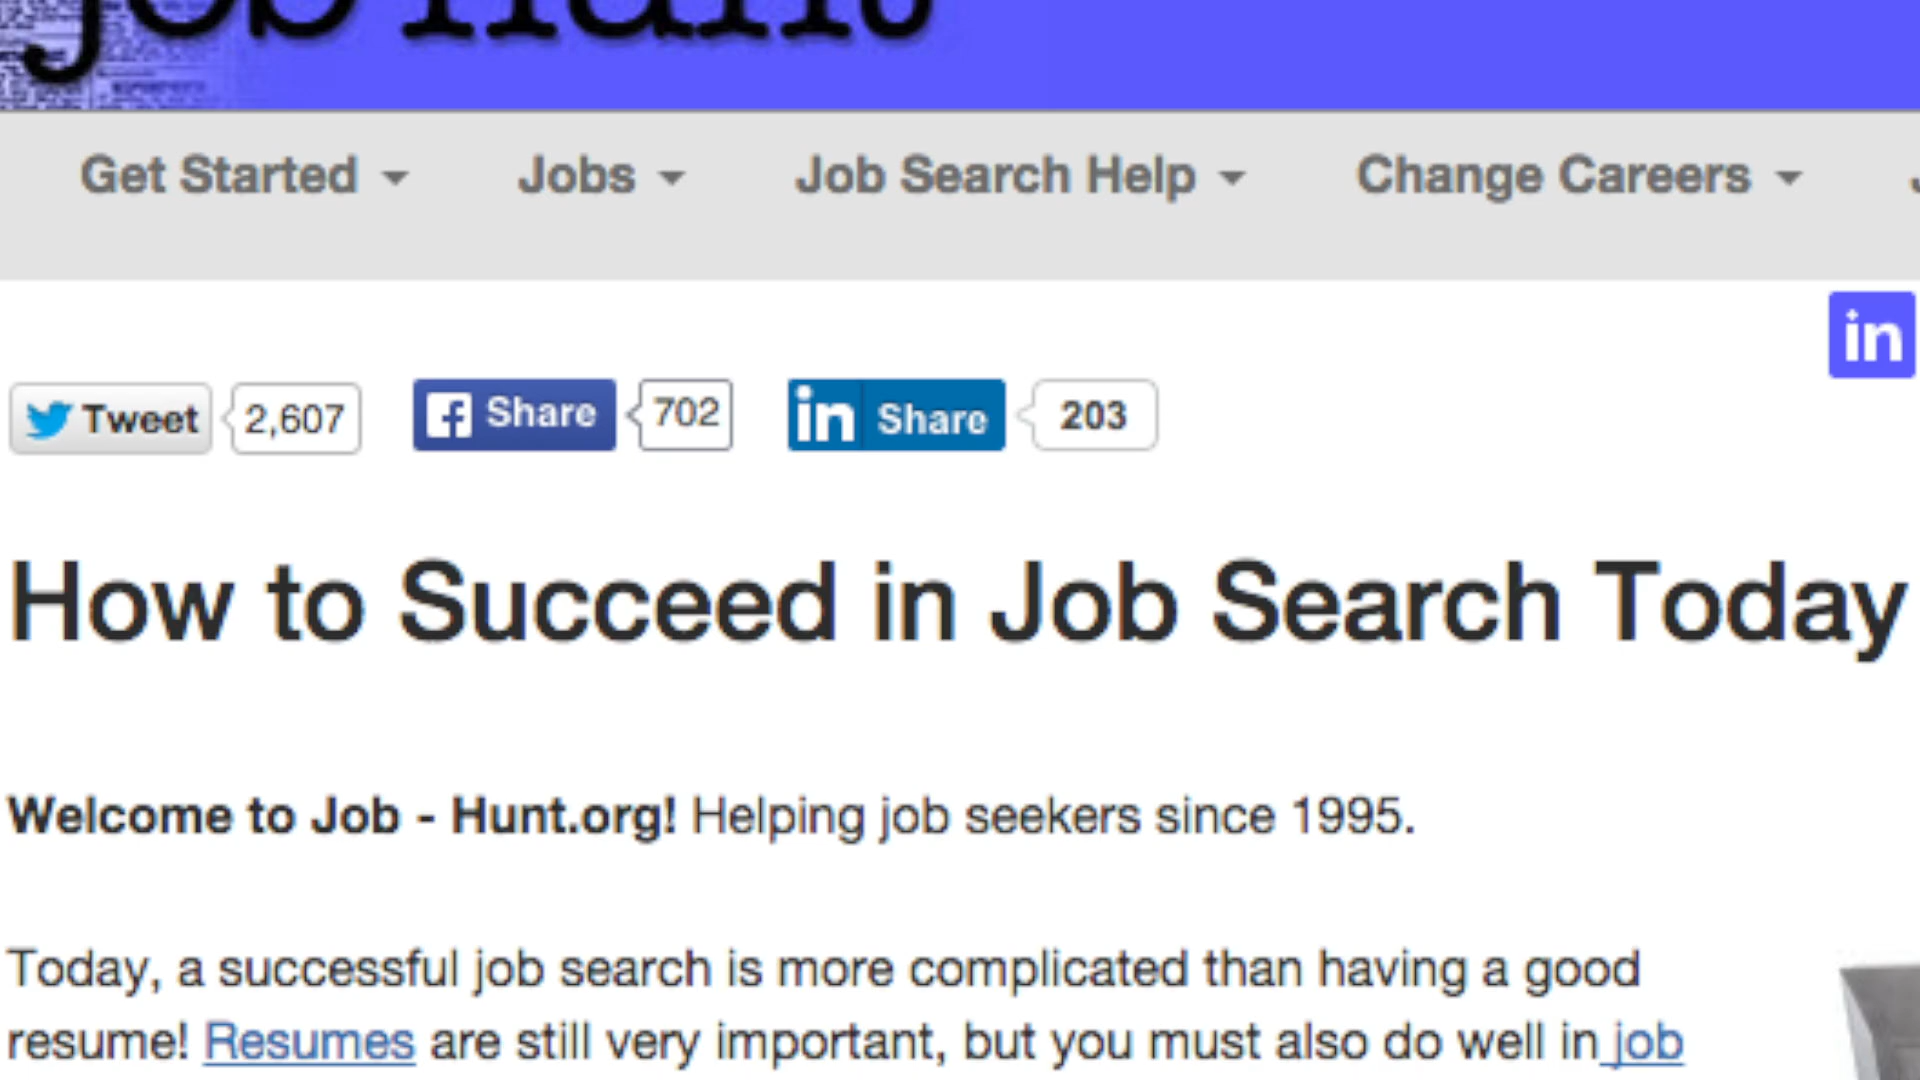 job hunt
Get Started Jobs Job Search Help Change Careers
in
Tweet 2,607 Share 702 in Share 203
How to Succeed in Job Search Today
Welcome to Job - Hunt.org! Helping job seekers since 1995.
Today, a successful job search is more complicated than having a good
resume! Resumes are still very important, but you must also do well in job